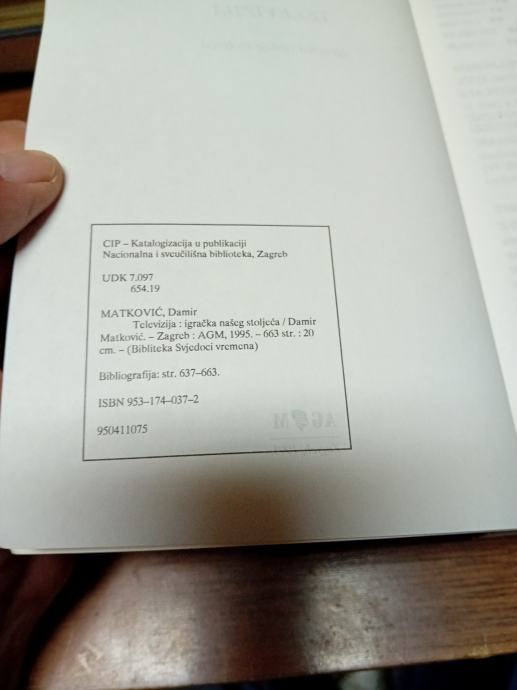 CIP – Katalogizacija u publikaciji
Nacionalna i sveučilišna biblioteka, Zagreb
UDK 7.097
654.19
MATKOVIĆ, Damir
Televizija : igračka našeg stoljeća / Damir
Matković. – Zagreb : AGM, 1995. – 663 str. : 20
cm. – (Bibliteka Svjedoci vremena)
Bibliografija: str. 637–663.
ISBN 953–174–037–2
950411075
AGM